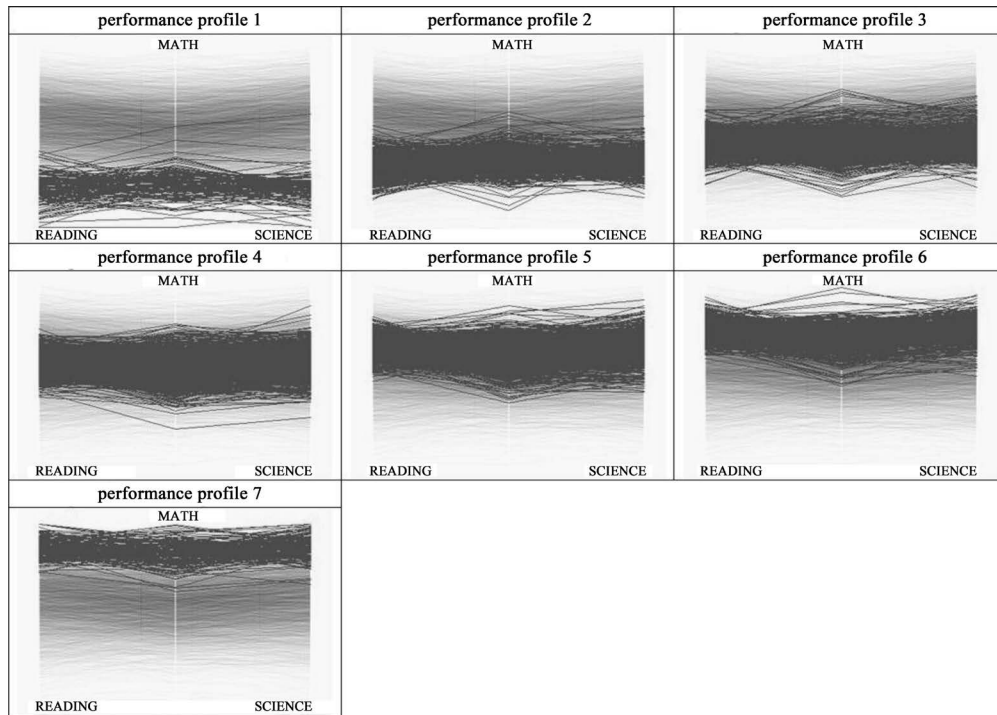 performance profile 1
performance profile 2
performance profile 3
MATH
MATH
MATH
READING
SCIENCE
READING
SCIENCE
READING
SCIENCE
performance profile 4
performance profile 5
performance profile 6
MATH
MATH
MATH
READING
SCIENCE
READING
SCIENCE
READING
SCIENCE
performance profile 7
MATH
READING
SCIENCE